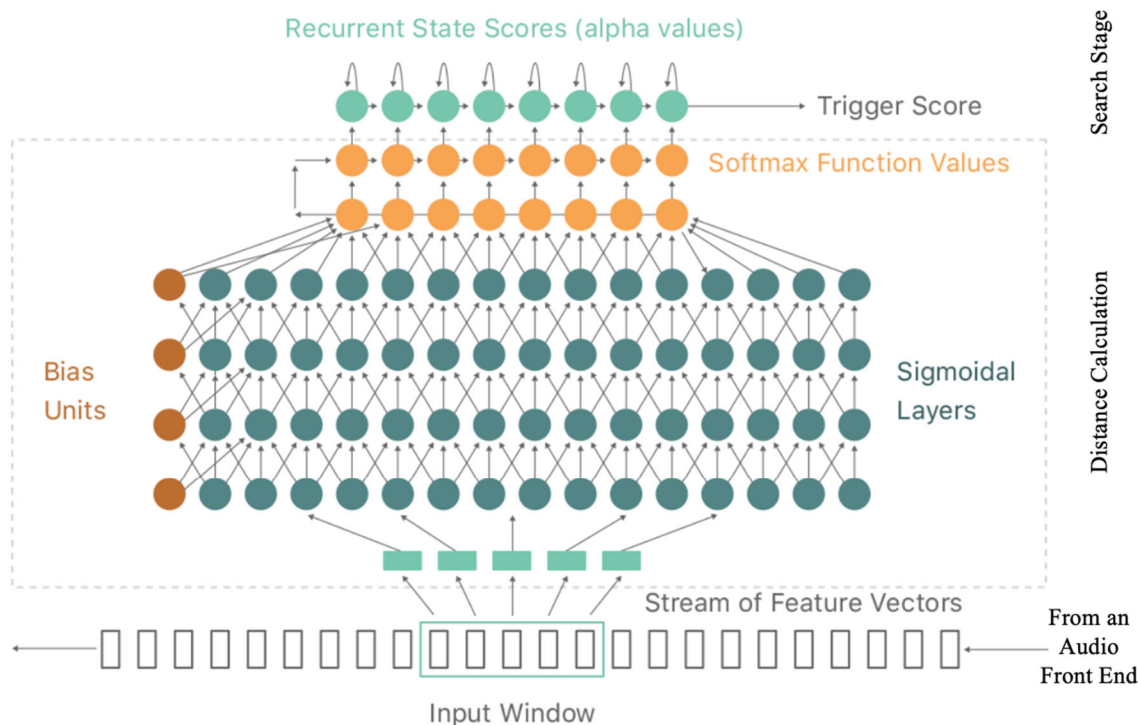 Recurrent State Scores (alpha values)
Search Stage
Trigger Score
Softmax Function Values
Bias
Units
Sigmoidal
Layers
Distance Calculation
Stream of Feature Vectors
From an
Audio
Front End
Input Window